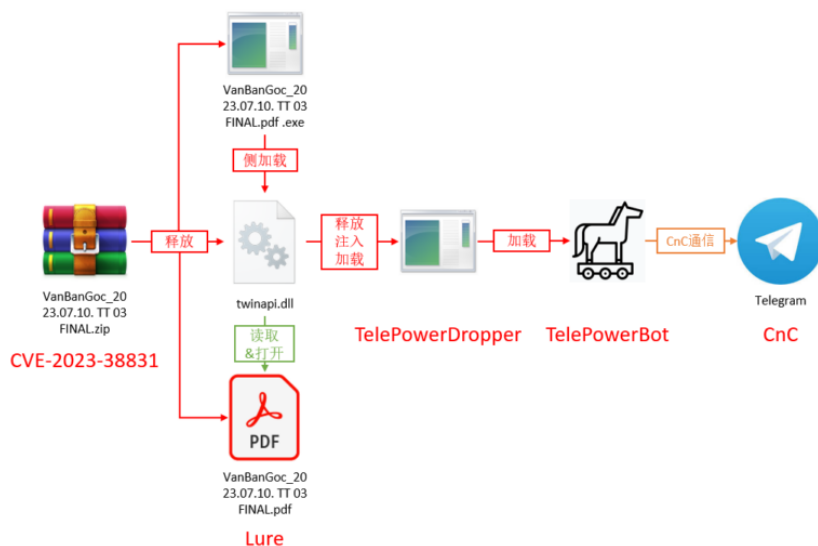 VanBanGoc_20
23.07.10. TT 03
FINAL.pdf .exe
侧加载
释放
释放
注入
加载
加载
CnC通信
VanBanGoc_20
23.07.10. TT 03
FINAL.zip
twinapi.dll
Telegram
CVE-2023-38831
TelePowerDropper
TelePowerBot
CnC
读取
&打开
PDF
VanBanGoc_20
23.07.10. TT 03
FINAL.pdf
Lure